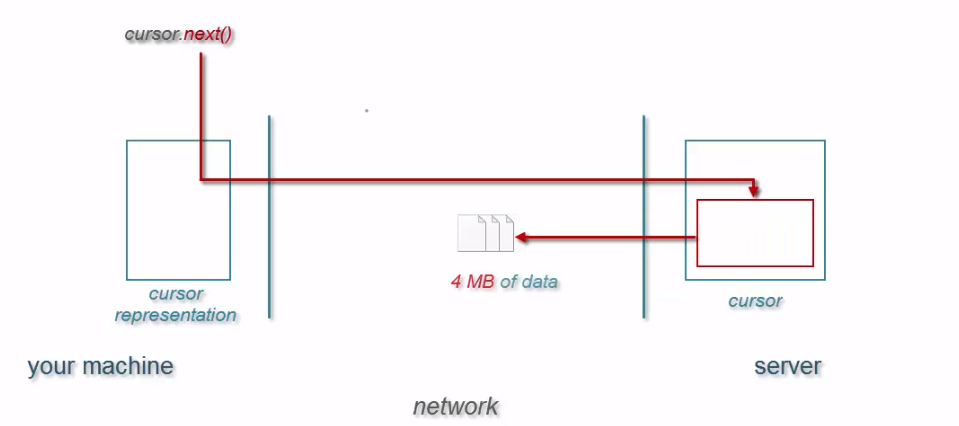 cursor.next()
4 MB of data
cursor
representation
cursor
your machine
server
network